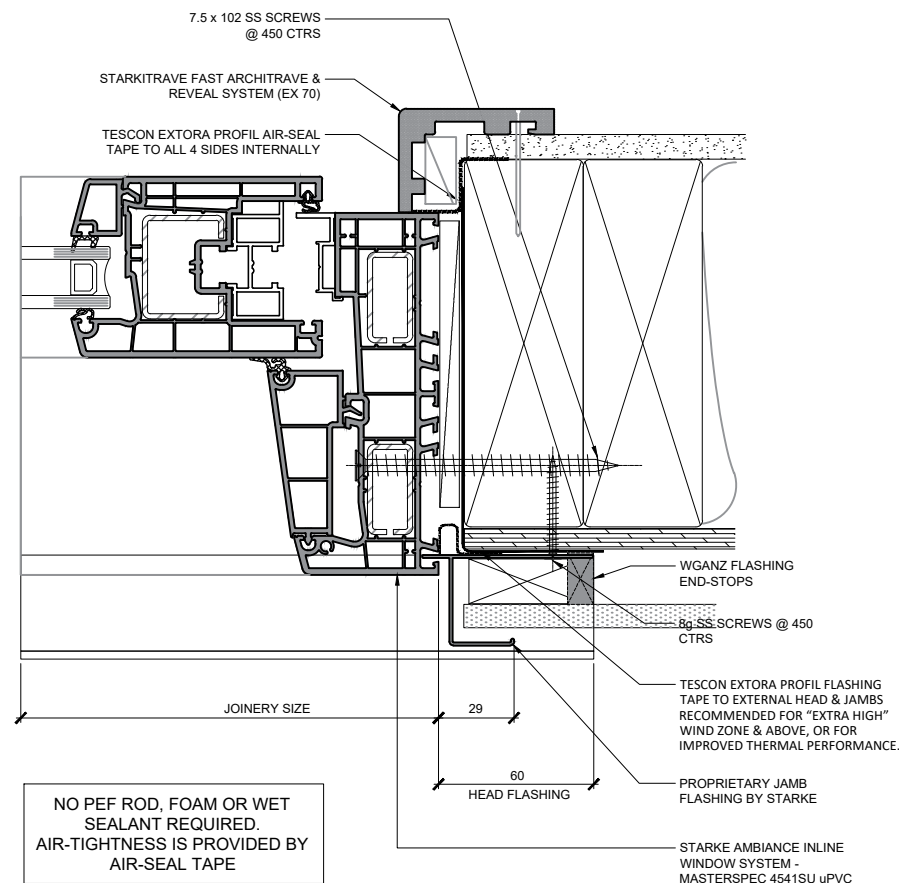 7.5 x 102 SS SCREWS
@ 450 CTRS
STARKITRAVE FAST ARCHITRAVE &
REVEAL SYSTEM (EX 70)
TESCON EXTORA PROFIL AIR-SEAL
TAPE TO ALL 4 SIDES INTERNALLY
WGANZ FLASHING
END-STOPS
8g SS SCREWS @ 450
CTRS
TESCON EXTORA PROFIL FLASHING
TAPE TO EXTERNAL HEAD & JAMBS
RECOMMENDED FOR “EXTRA HIGH”
WIND ZONE & ABOVE, OR FOR
IMPROVED THERMAL PERFORMANCE.
JOINERY SIZE
29
60
HEAD FLASHING
PROPRIETARY JAMB
FLASHING BY STARKE
NO PEF ROD, FOAM OR WET
SEALANT REQUIRED.
AIR-TIGHTNESS IS PROVIDED BY
AIR-SEAL TAPE
STARKE AMBIANCE INLINE
WINDOW SYSTEM -
MASTERSPEC 4541SU uPVC